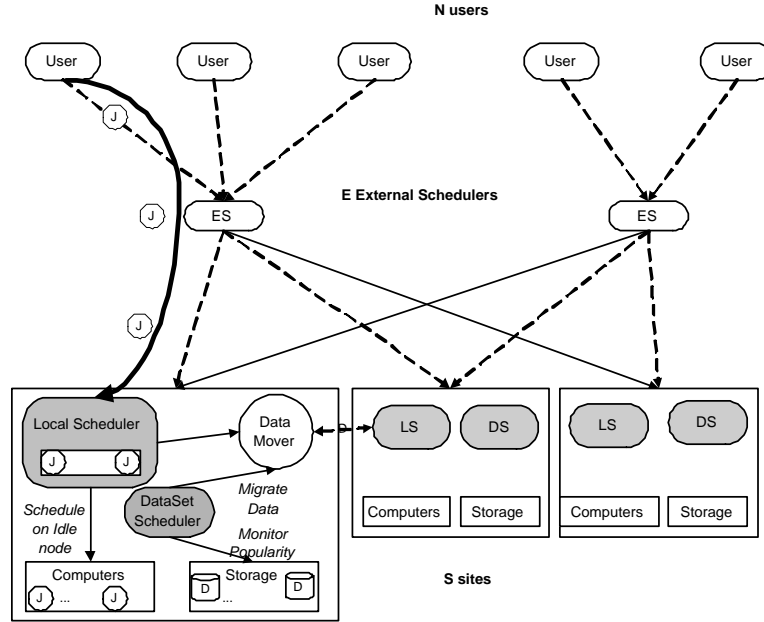 N users
User
User
User
User
User
J
J
E External Schedulers
ES
ES
J
Local Scheduler
J
J
Data
Mover
D
LS
DS
LS
DS
Schedule
on Idle
node
DataSet
Scheduler
Migrate
Data
Monitor
Popularity
Computers
Storage
Computers
Storage
Computers
J
...
J
Storage
D
...
D
S sites